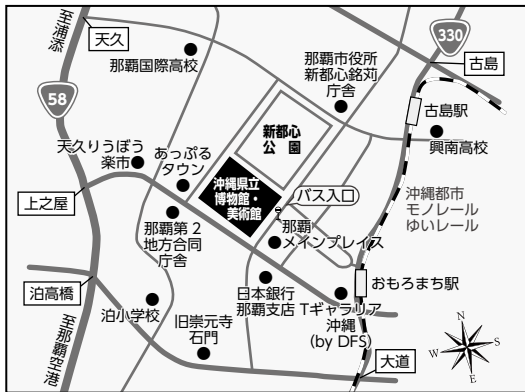 至浦添
天久
330
那覇国際高校
那覇市役所
新都心銘苅
庁舎
古島
58
古島駅
新都心
公園
興南高校
天久りうぼう
楽市
あっぷる
タウン
沖縄県立
博物館・
美術館
バス入口
沖縄都市
モノレール
ゆいレール
上之屋
那覇第2
地方合同
庁舎
那覇
メインプレイス
泊高橋
日本銀行
那覇支店
おもろまち駅
Tギャラリア
沖縄
(by DFS)
泊小学校
旧崇元寺
石門
至那覇空港
大道
N
W
E
S